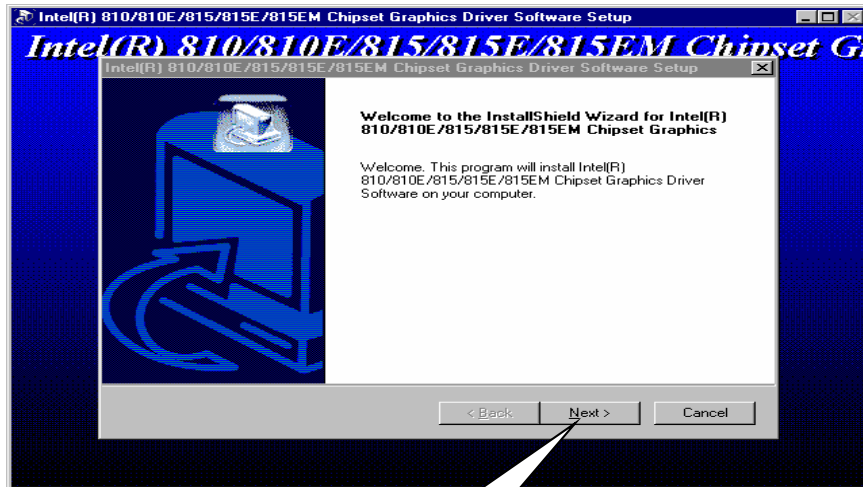 Intel(R) 810/810E/815/815E/815EM Chipset Graphics Driver Software Setup
Intel(R) 810/810E/815/815E/815EM Chipset G
Intel(R) 810/810E/815/815E/815EM Chipset Graphics Driver Software Setup
Welcome to the InstallShield Wizard for Intel(R)
810/810E/815/815E/815EM Chipset Graphics
Welcome. This program will install Intel(R)
810/810E/815/815E/815EM Chipset Graphics Driver
Software on your computer.
< Back
Next >
Cancel